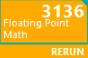 3136
Floating Point
Math
RERUN